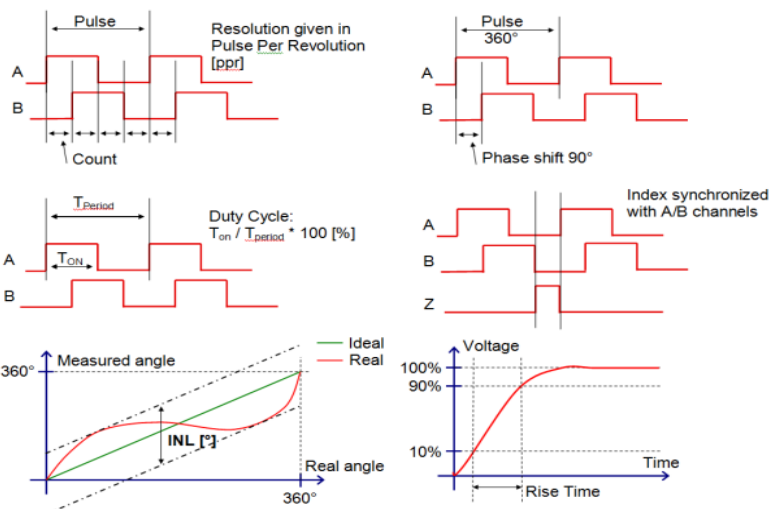 Pulse
Resolution given in
Pulse Per Revolution
[ppr]
A
B
Count
Pulse
360°
A
B
Phase shift 90°
TPeriod
Duty Cycle:
Ton / Tperiod * 100 [%]
A
TON
B
Index synchronized
with A/B channels
A
B
Z
Measured angle
Ideal
Real
360°
INL [°]
Real angle
360°
Voltage
100%
90%
10%
Time
Rise Time